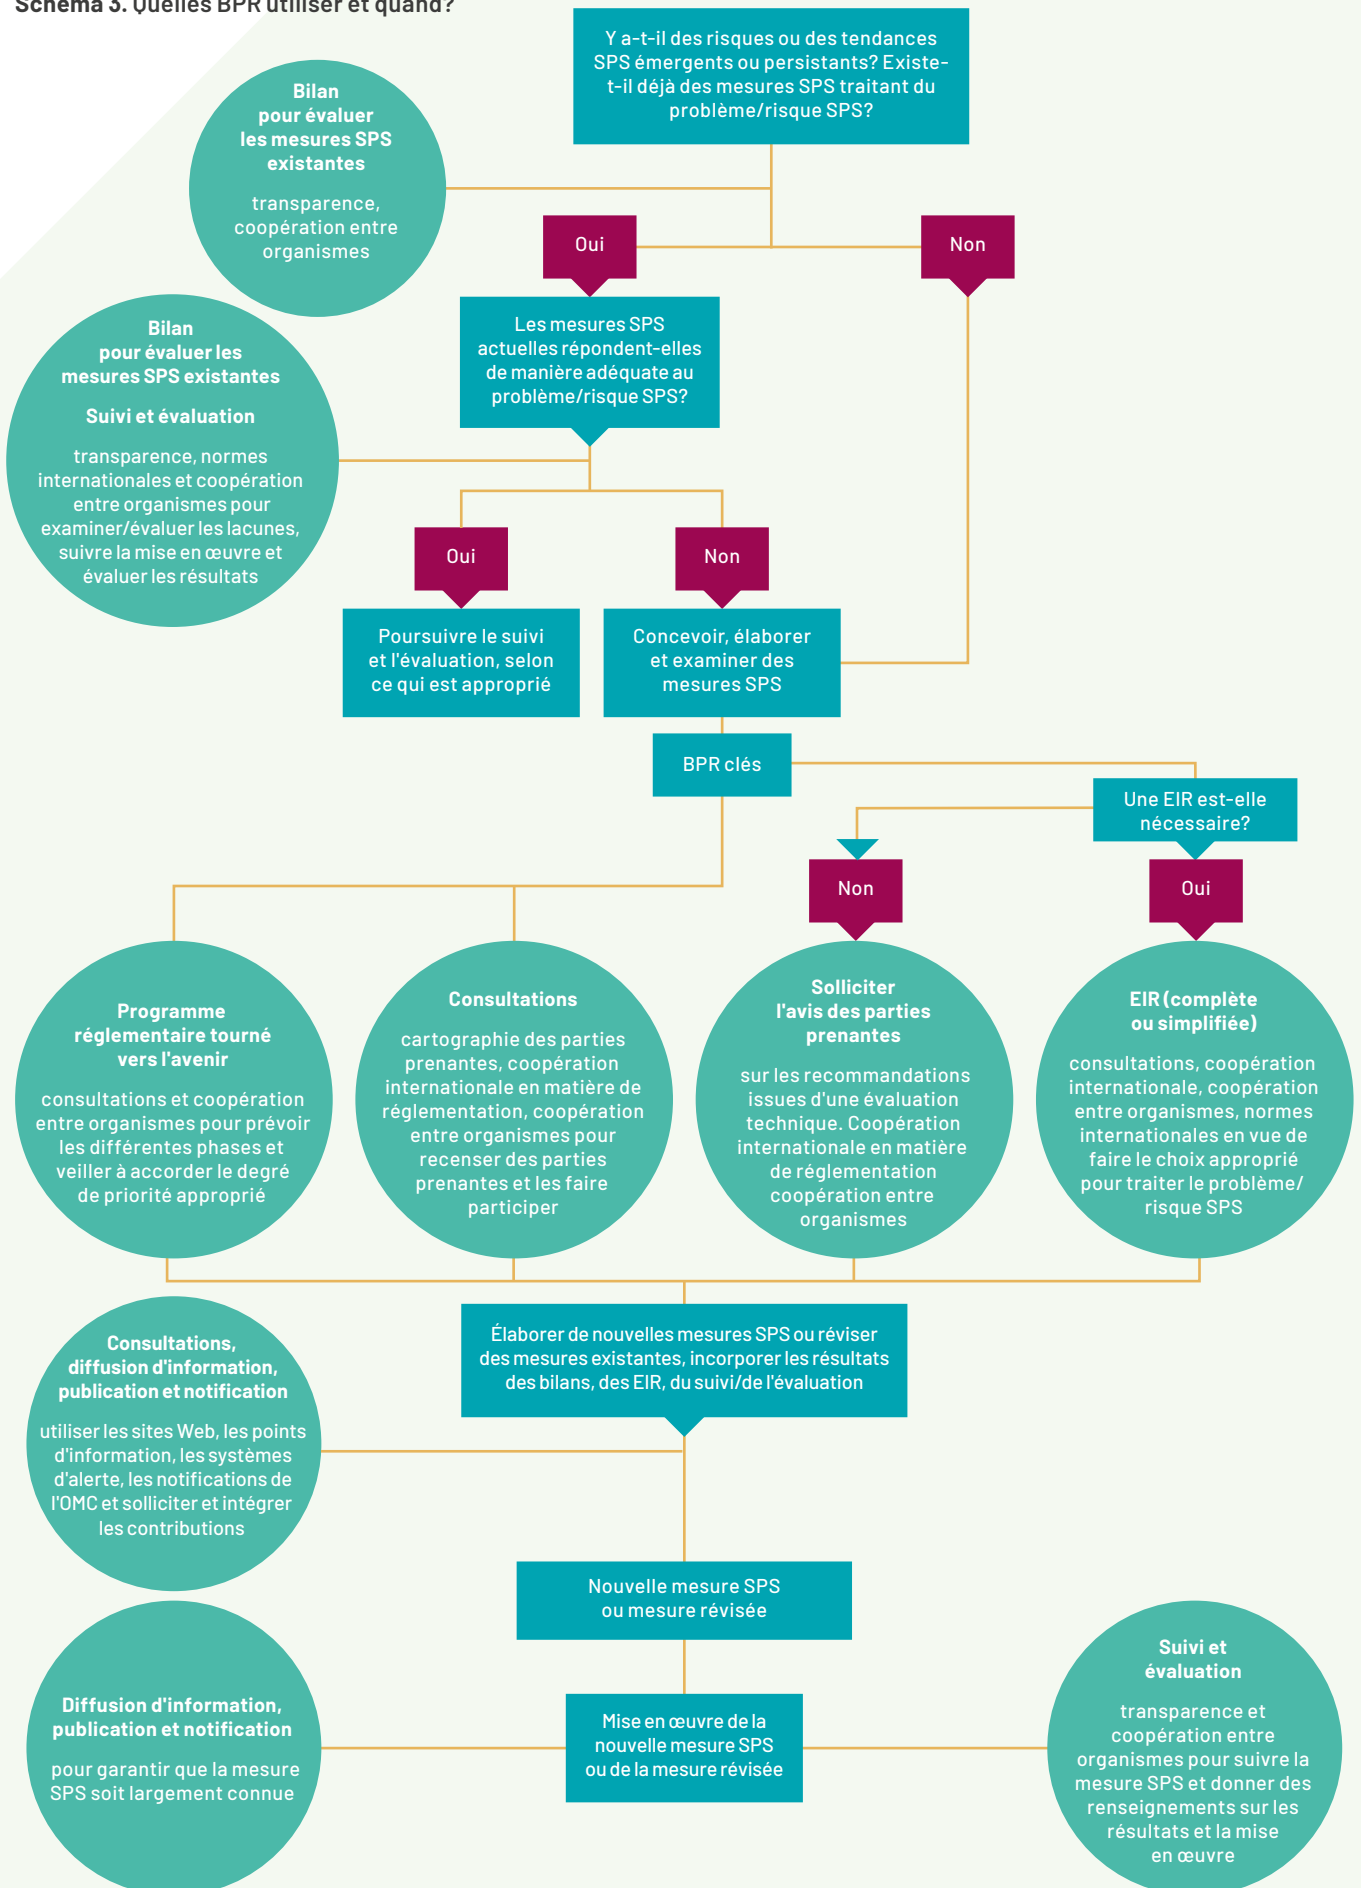 Schéma 3. Quelles BPR utiliser et quand?
Y a-t-il des risques ou des tendances
SPS émergents ou persistants? Existe-
t-il déjà des mesures SPS traitant du
problème/risque SPS?
Bilan
pour évaluer
les mesures SPS
existantes
transparence,
coopération entre
organismes
Oui
Non
Les mesures SPS
actuelles répondent-elles
de manière adéquate au
problème/risque SPS?
Bilan
pour évaluer les
mesures SPS existantes
Suivi et évaluation
transparence, normes
internationales et coopération
entre organismes pour
examiner/évaluer les lacunes,
suivre la mise en œuvre et
évaluer les résultats
Oui
Non
Poursuivre le suivi
et l'évaluation, selon
ce qui est approprié
Concevoir, élaborer
et examiner des
mesures SPS
BPR clés
Une EIR est-elle
nécessaire?
Non
Oui
Programme
réglementaire tourné
vers l'avenir
consultations et coopération
entre organismes pour prévoir
les différentes phases et
veiller à accorder le degré
de priorité approprié
Consultations
cartographie des parties
prenantes, coopération
internationale en matière de
réglementation, coopération
entre organismes pour
recenser des parties
prenantes et les faire
participer
Solliciter
l'avis des parties
prenantes
sur les recommandations
issues d'une évaluation
technique. Coopération
internationale en matière
de réglementation
coopération entre
organismes
EIR (complète
ou simplifiée)
consultations, coopération
internationale, coopération
entre organismes, normes
internationales en vue de
faire le choix approprié
pour traiter le problème/
risque SPS
Élaborer de nouvelles mesures SPS ou réviser
des mesures existantes, incorporer les résultats
des bilans, des EIR, du suivi/de l'évaluation
Consultations,
diffusion d'information,
publication et notification
utiliser les sites Web, les points
d'information, les systèmes
d'alerte, les notifications de
l'OMC et solliciter et intégrer
les contributions
Nouvelle mesure SPS
ou mesure révisée
Diffusion d'information,
publication et notification
pour garantir que la mesure
SPS soit largement connue
Mise en œuvre de la
nouvelle mesure SPS
ou de la mesure révisée
Suivi et
évaluation
transparence et
coopération entre
organismes pour suivre la
mesure SPS et donner des
renseignements sur les
résultats et la mise
en œuvre